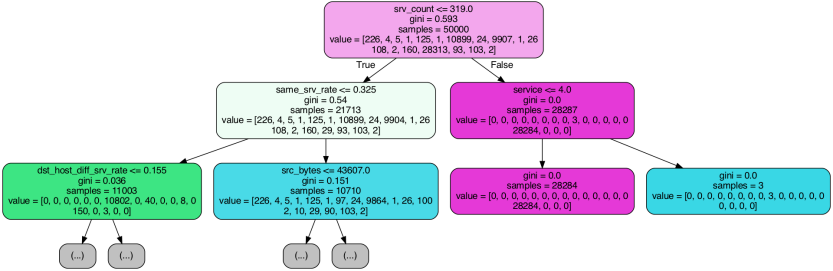 srv_count <= 319.0
gini = 0.593
samples = 50000
value = [226, 4, 5, 1, 125, 1, 10899, 24, 9907, 1, 26
108, 2, 160, 28313, 93, 103, 2]
True
False
same_srv_rate <= 0.325
gini = 0.54
samples = 21713
value = [226, 4, 5, 1, 125, 1, 10899, 24, 9904, 1, 26
108, 2, 160, 29, 93, 103, 2]
service <= 4.0
gini = 0.0
samples = 28287
value = [0, 0, 0, 0, 0, 0, 0, 0, 3, 0, 0, 0, 0, 0
28284, 0, 0, 0]
dst_host_diff_srv_rate <= 0.155
gini = 0.036
samples = 11003
value = [0, 0, 0, 0, 0, 0, 10802, 0, 40, 0, 0, 8, 0
150, 0, 3, 0, 0]
src_bytes <= 43607.0
gini = 0.151
samples = 10710
value = [226, 4, 5, 1, 125, 1, 97, 24, 9864, 1, 26, 100
2, 10, 29, 90, 103, 2]
gini = 0.0
samples = 28284
value = [0, 0, 0, 0, 0, 0, 0, 0, 0, 0, 0, 0, 0, 0
28284, 0, 0, 0]
gini = 0.0
samples = 3
value = [0, 0, 0, 0, 0, 0, 0, 0, 3, 0, 0, 0, 0, 0
0, 0, 0, 0]
(...)
(...)
(...)
(...)